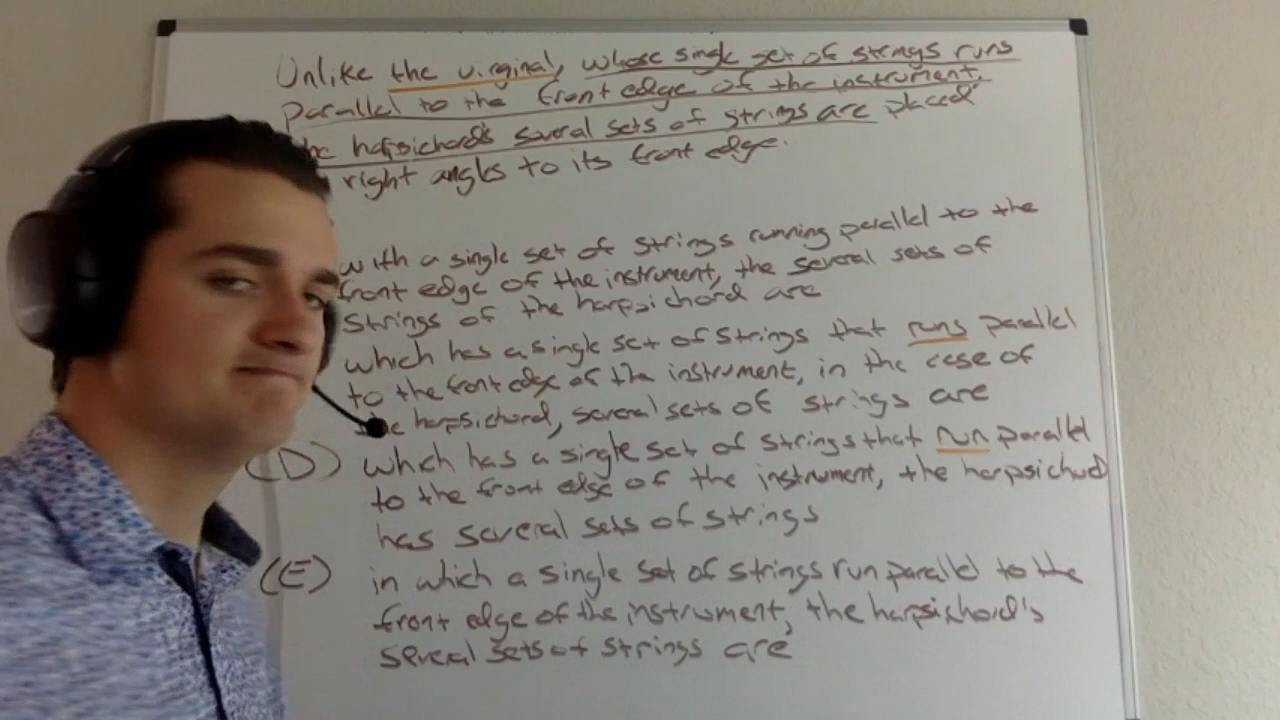 Unlike the virginal, whose single set of strings runs
parallel to the front edge of the instrument,
harpsichord's several sets of strings are placed
right angles to its front edge.
with a single set of strings running parallel to the
front edge of the instrument, the several sets of
strings of the harpsichord are
which has a single set of strings that runs parallel
to the front edge of the instrument, in the case of
the harpsichord, several sets of strings are
(D) which has a single set of strings that run parallel
to the front edge of the instrument, the harpsichord
has several sets of strings
(E) in which a single set of strings run parallel to the
front edge of the instrument, the harpsichord's
several sets of strings are